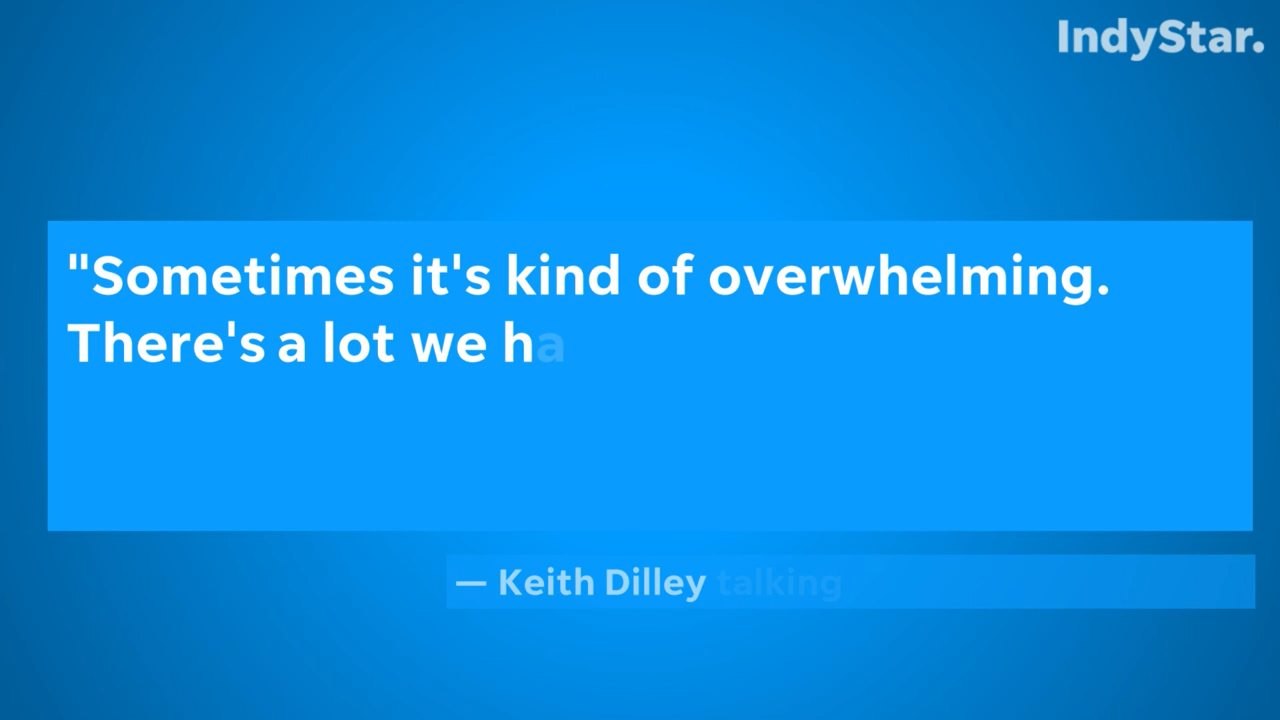 IndyStar.
"Sometimes it's kind of overwhelming.
There's a lot we ha
— Keith Dilley talking